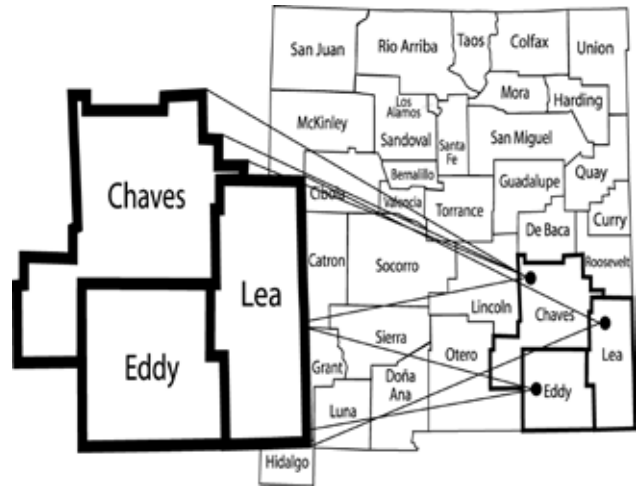 San Juan
Rio Arriba
Taos
Colfax
Union
Mora
Harding
Los
Alamos
McKinley
Sandoval
Santa
Fe
San Miguel
Bernalillo
Guadalupe
Quay
Cibola
Valencia
Torrance
Curry
De Baca
Catron
Socorro
Roosevelt
Lincoln
Chaves
Lea
Sierra
Otero
Grant
Doña
Ana
Eddy
Luna
Hidalgo
Chaves
Lea
Eddy